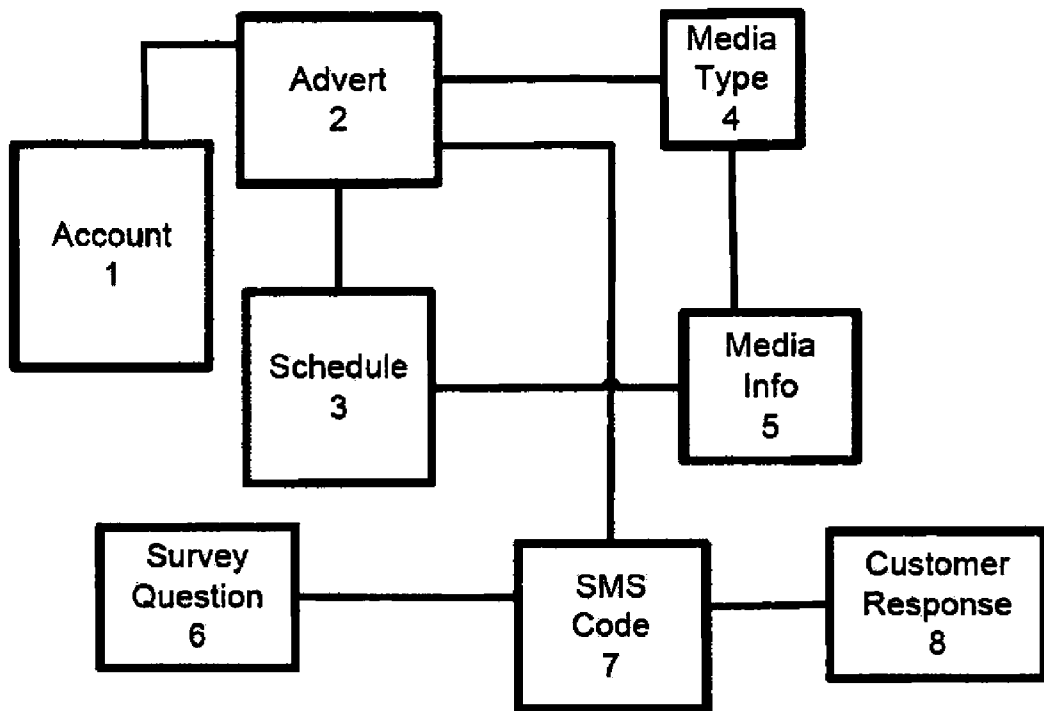 Advert
2
Media
Type
4
Account
1
Schedule
3
Media
Info
5
Survey
Question
6
SMS
Code
7
Customer
Response
8